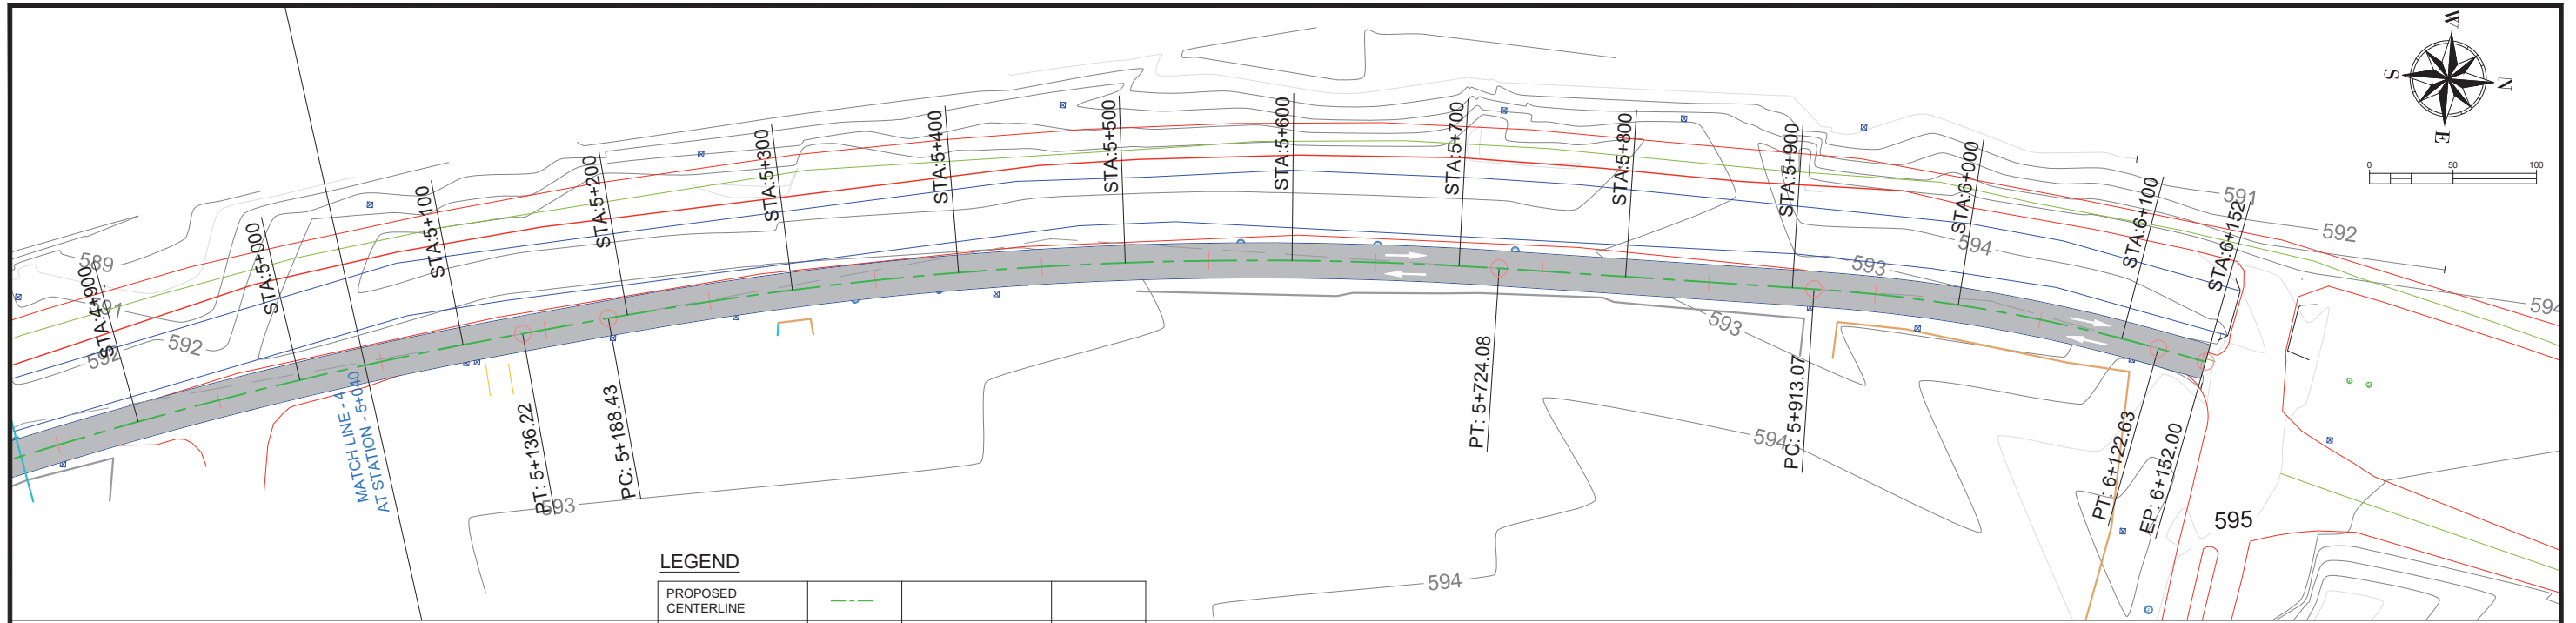 W
S
N
E
0 50 100
STA:4+900
STA:5+000
STA:5+100
STA:5+200
STA:5+300
STA:5+400
STA:5+500
STA:5+600
STA:5+700
STA:5+800
STA:5+900
STA:6+000
STA:6+100
STA:6+152
589
591
592
592
593
594
591
592
594
593
594
593
594
595
MATCH LINE - 4
AT STATION - 5+040
PT: 5+136.22
PC: 5+188.43
PT: 5+724.08
PC: 5+913.07
PT: 6+122.63
EP: 6+152.00
LEGEND
PROPOSED
CENTERLINE